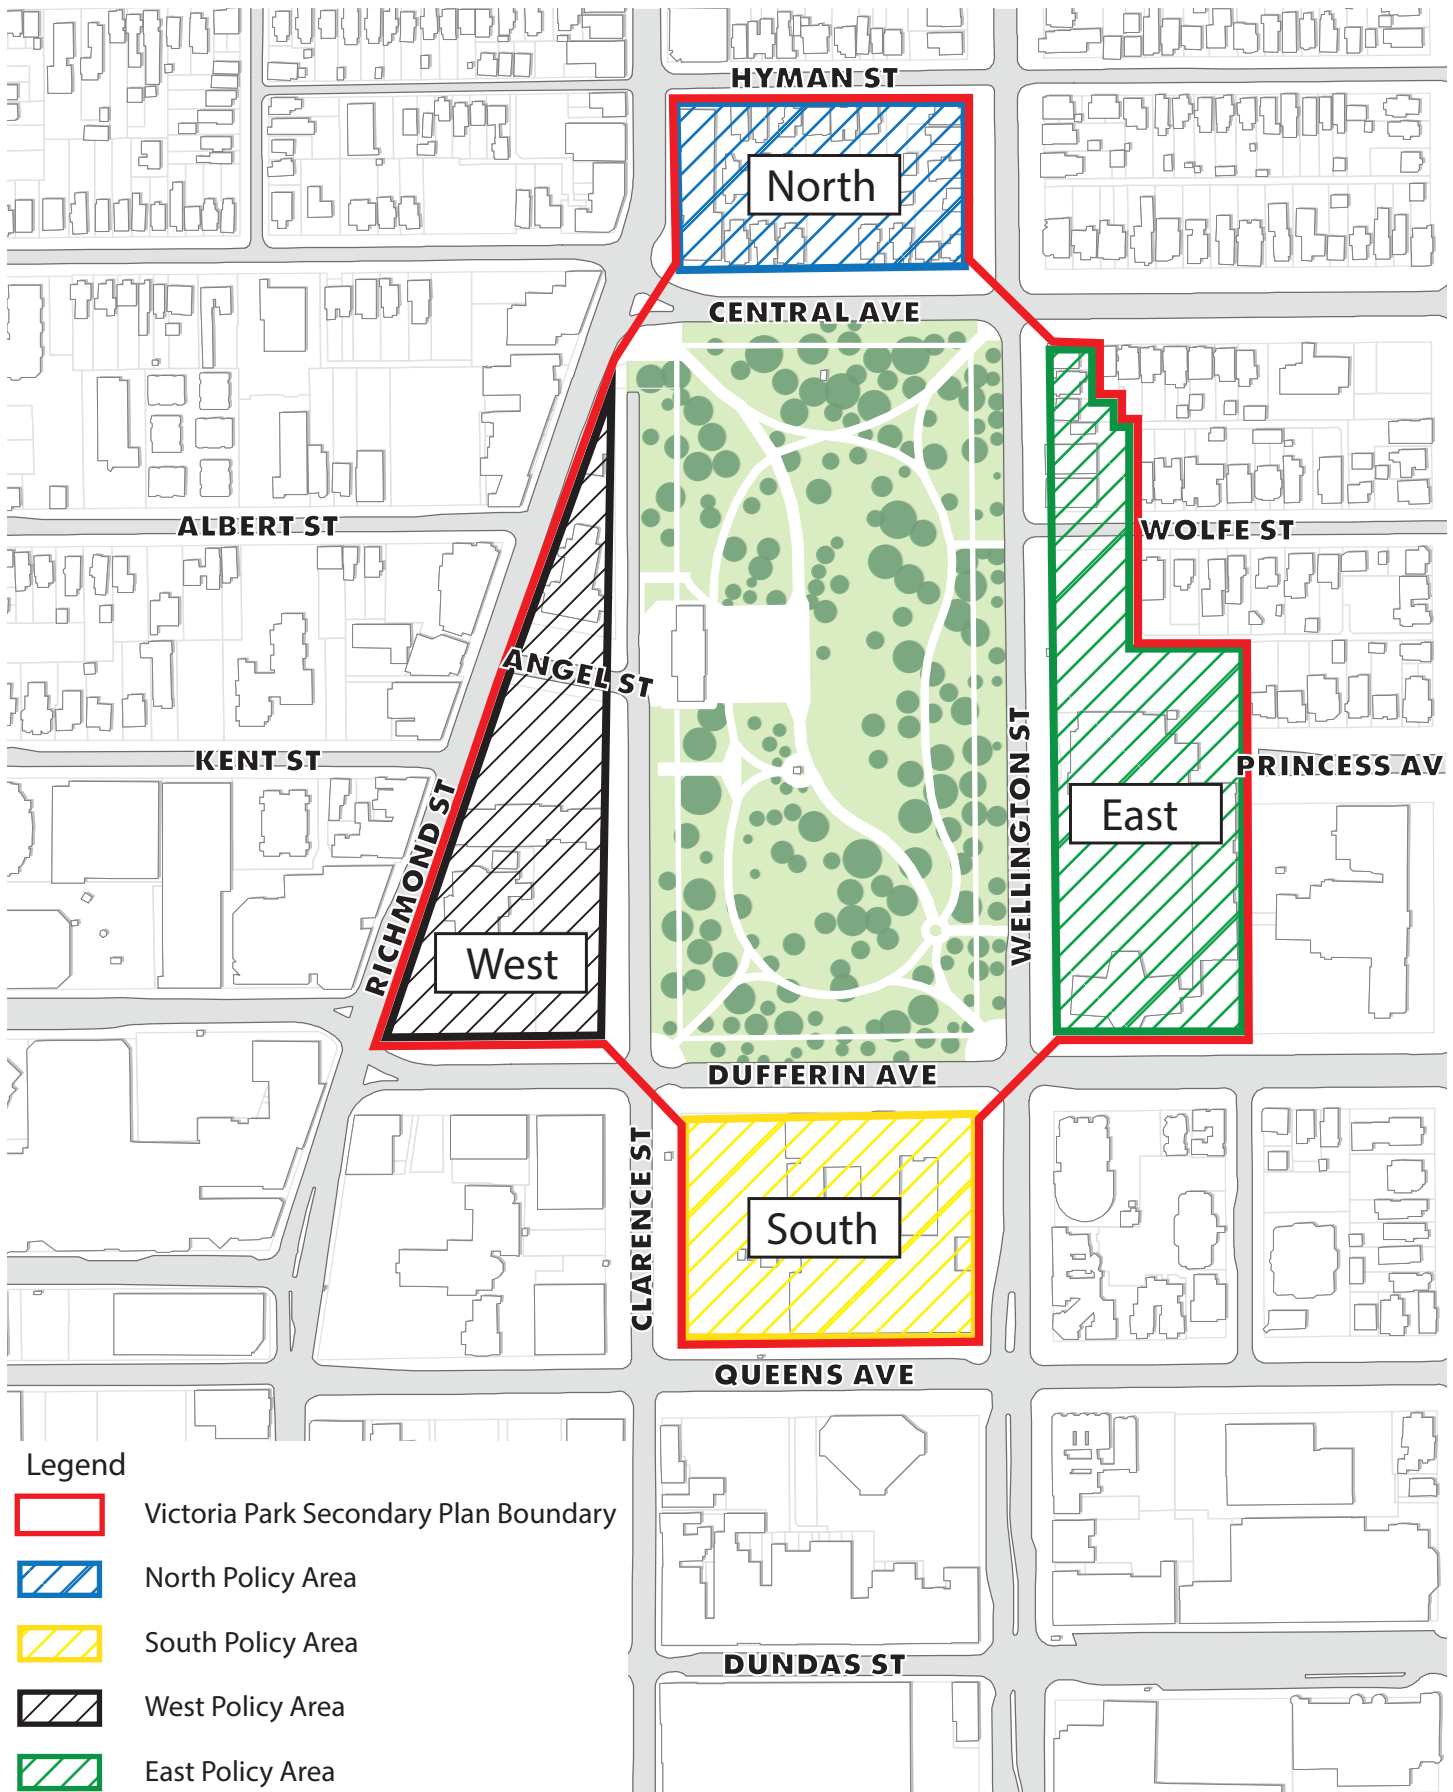 HYMAN ST
North
CENTRAL AVE
ALBERT ST
WOLFE ST
ANGEL ST
KENT ST
PRINCESS AV
RICHMOND ST
WELLINGTON ST
East
West
DUFFERIN AVE
CLARENCE ST
South
QUEENS AVE
Legend
Victoria Park Secondary Plan Boundary
North Policy Area
South Policy Area
DUNDAS ST
West Policy Area
East Policy Area